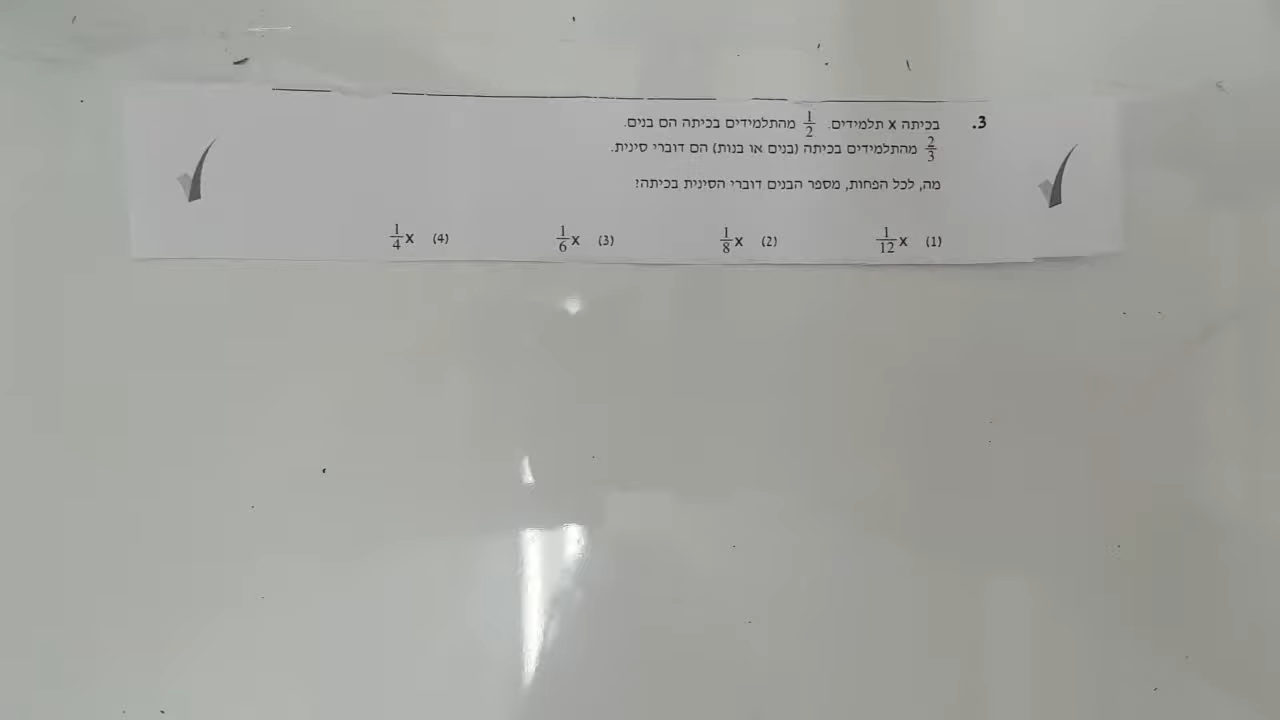 3. בכיתה x תלמידים. 1/2 מהתלמידים בכיתה הם בנים.
2/3 מהתלמידים בכיתה (בנים או בנות) הם דוברי סינית.
מה, לכל הפחות, מספר הבנים דוברי הסינית בכיתה?
(1) 1/12 x (2) 1/8 x (3) 1/6 x (4) 1/4 x